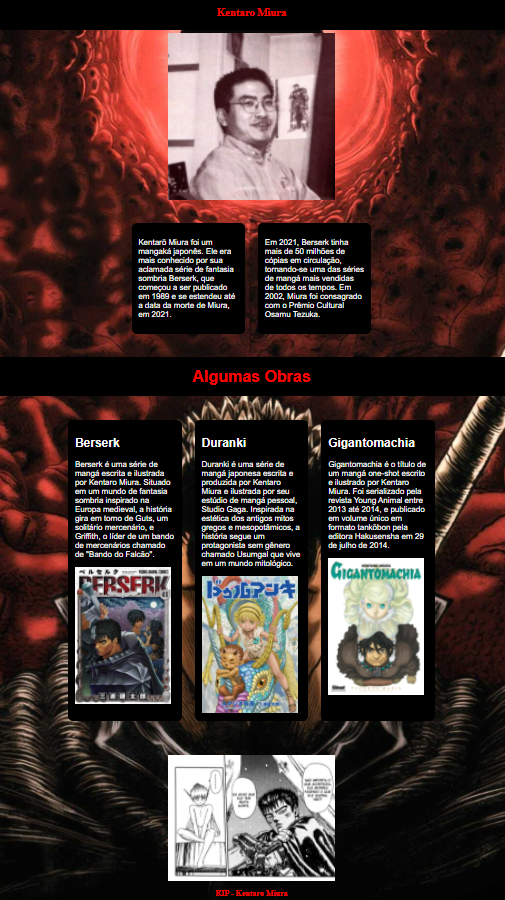 Kentaro Miura
Kentarō Miura foi um
mangaká japonês. Ele era
mais conhecido por sua
aclamada série de fantasia
sombria Berserk, que
começou a ser publicado
em 1989 e se estendeu até
a data da morte de Miura,
em 2021.
Em 2021, Berserk tinha
mais de 50 milhões de
cópias em circulação,
tornando-se uma das séries
de mangá mais vendidas
de todos os tempos. Em
2002, Miura foi consagrado
com o Prêmio Cultural
Osamu Tezuka.
Algumas Obras
Berserk
Berserk é uma série de
mangá escrita e ilustrada
por Kentaro Miura. Situado
em um mundo de fantasia
sombria inspirado na
Europa medieval, a história
gira em torno de Guts, um
solitário mercenário, e
Griffith, o líder de um bando
de mercenários chamado
de "Bando do Falcão".
ベルセルク
BERSERK
三浦建太郎
Duranki
Duranki é uma série de
mangá japonesa escrita e
produzida por Kentaro
Miura e ilustrada por seu
estúdio de mangá pessoal,
Studio Gaga. Inspirada na
estética dos antigos mitos
gregos e mesopotâmicos, a
história segue um
protagonista sem gênero
chamado Usumgal que vive
em um mundo mitológico.
ドゥルアンキ
Gigantomachia
Gigantomachia é o título de
um mangá one-shot escrito
e ilustrado por Kentaro
Miura. Foi serializado pela
revista Young Animal entre
2013 até 2014, e publicado
em volume único em
formato tankōbon pela
editora Hakusensha em 29
de julho de 2014.
GIGANTOMACHIA
Glénat
RIP - Kentaro Miura